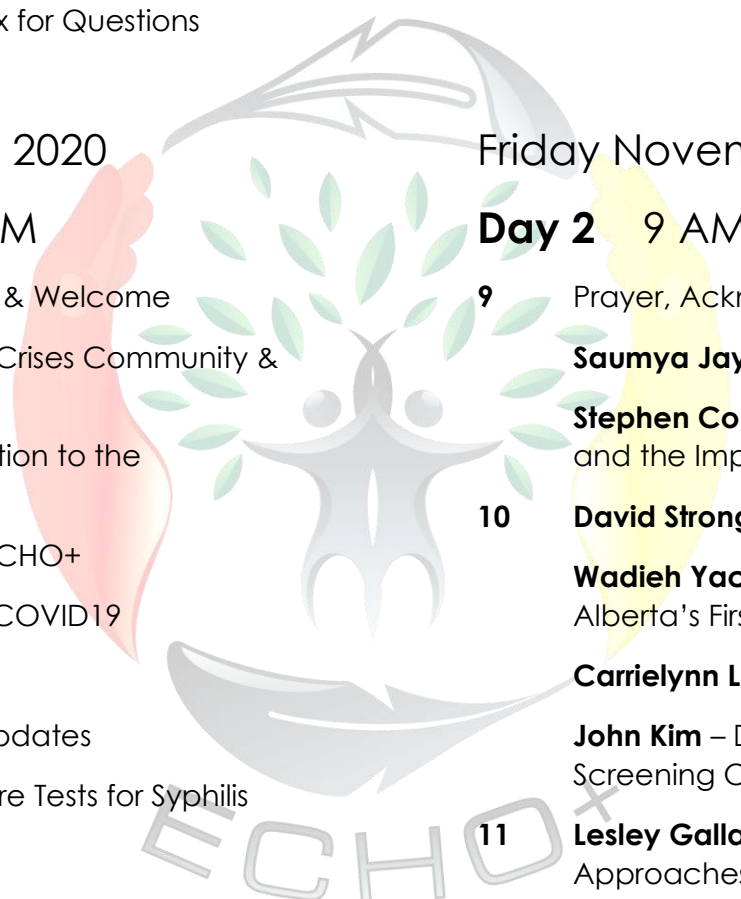 x for Questions
2020
M
& Welcome
Crises Community &
tion to the
CHO+
COVID19
odates
re Tests for Syphilis
Friday Noven
Day 2 9 AM
9 Prayer, Ack
Saumya Jay
Stephen Co
and the Imp
10 David Strong
Wadieh Yac
Alberta's Firs
Carrielynn L
John Kim – D
Screening C
11 Lesley Galla
Approaches
ECHO+